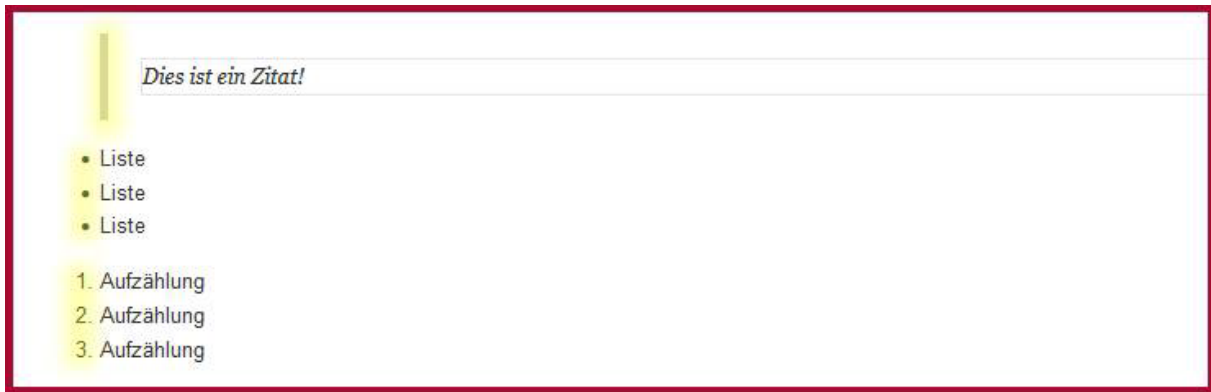 Dies ist ein Zitat!
• Liste
• Liste
• Liste
1. Aufzählung
2. Aufzählung
3. Aufzählung